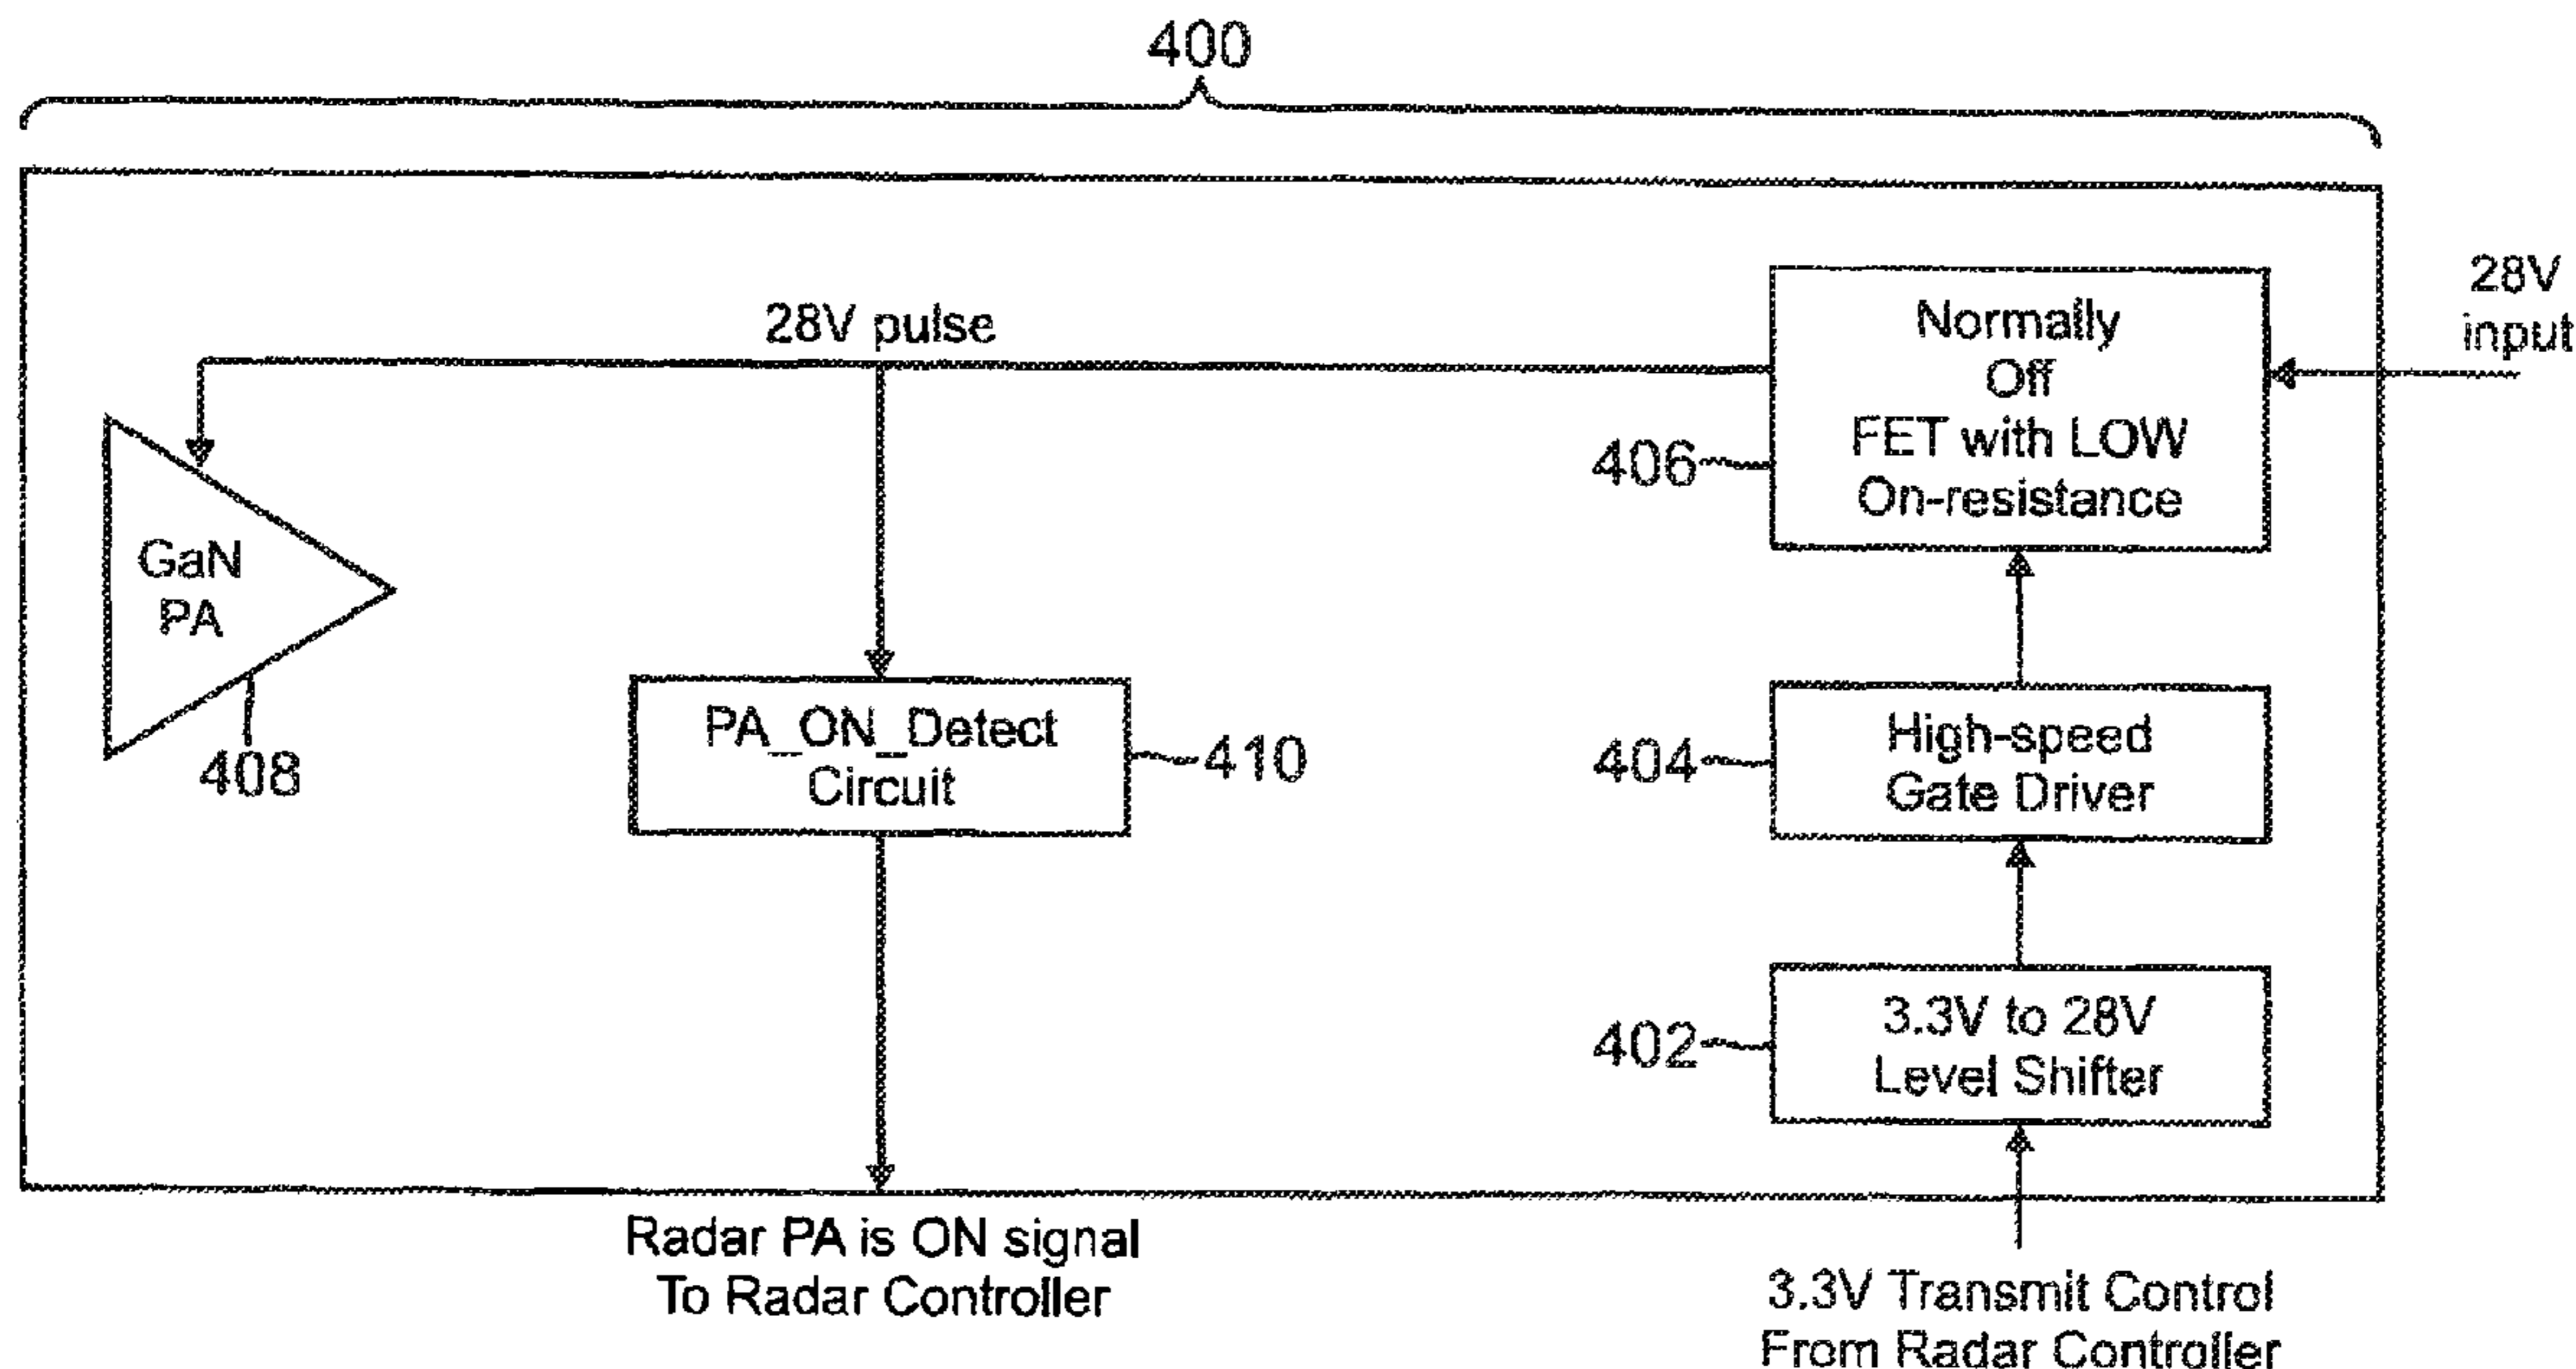 400
28V
input
28V pulse
Normally
Off
FET with LOW
On-resistance
406
GaN
PA
408
PA_ON_Detect
Circuit
410
404
High-speed
Gate Driver
402
3.3V to 28V
Level Shifter
Radar PA is ON signal
To Radar Controller
3.3V Transmit Control
From Radar Controller